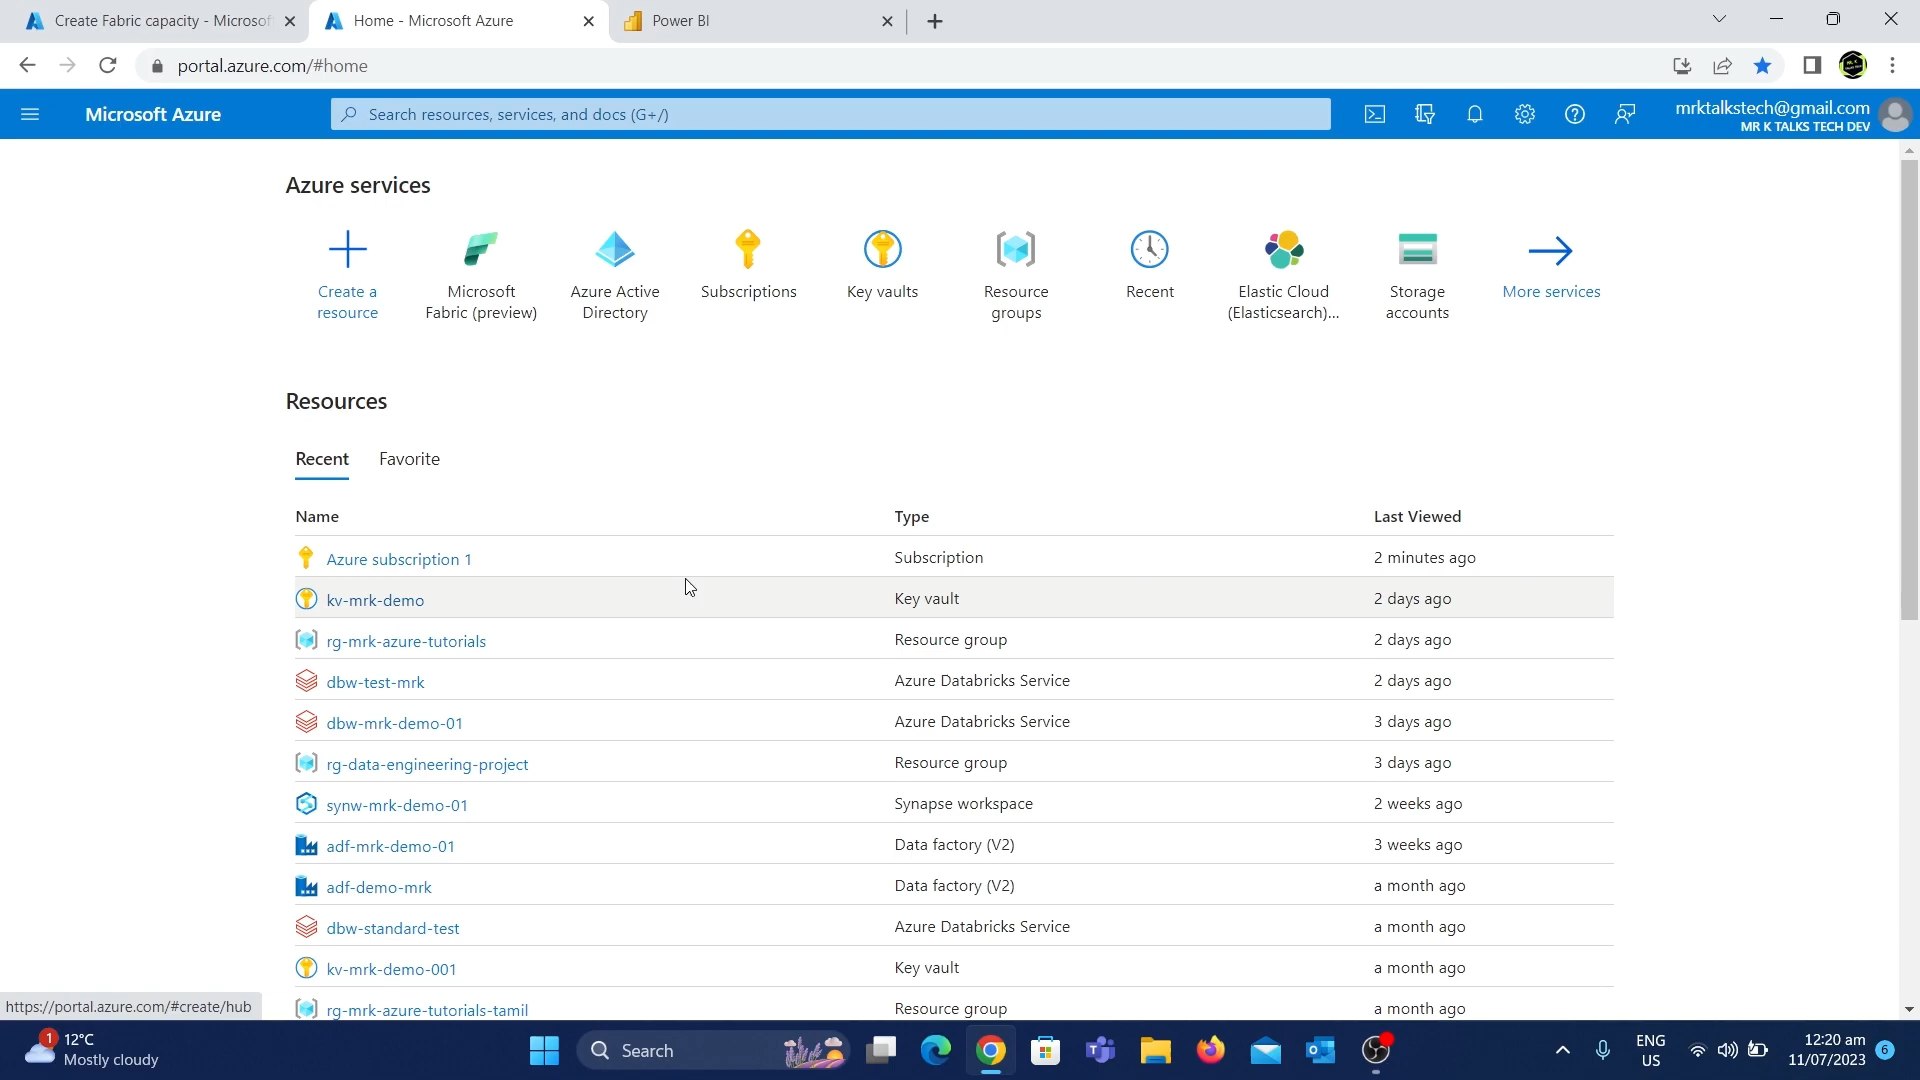 Create Fabric capacity - Microsof
Home - Microsoft Azure
Power BI
portal.azure.com/#home
Microsoft Azure
Search resources, services, and docs (G+/)
mrktalkstech@gmail.com
MR K TALKS TECH DEV
Azure services
Create a resource
Microsoft Fabric (preview)
Azure Active Directory
Subscriptions
Key vaults
Resource groups
Recent
Elastic Cloud (Elasticsearch)...
Storage accounts
More services
Resources
Recent Favorite
Name Type Last Viewed
Azure subscription 1 Subscription 2 minutes ago
kv-mrk-demo Key vault 2 days ago
rg-mrk-azure-tutorials Resource group 2 days ago
dbw-test-mrk Azure Databricks Service 2 days ago
dbw-mrk-demo-01 Azure Databricks Service 3 days ago
rg-data-engineering-project Resource group 3 days ago
synw-mrk-demo-01 Synapse workspace 2 weeks ago
adf-mrk-demo-01 Data factory (V2) 3 weeks ago
adf-demo-mrk Data factory (V2) a month ago
dbw-standard-test Azure Databricks Service a month ago
kv-mrk-demo-001 Key vault a month ago
rg-mrk-azure-tutorials-tamil Resource group a month ago
https://portal.azure.com/#create/hub
1
12°C
Mostly cloudy
Search
ENG
US
12:20 am
11/07/2023
6